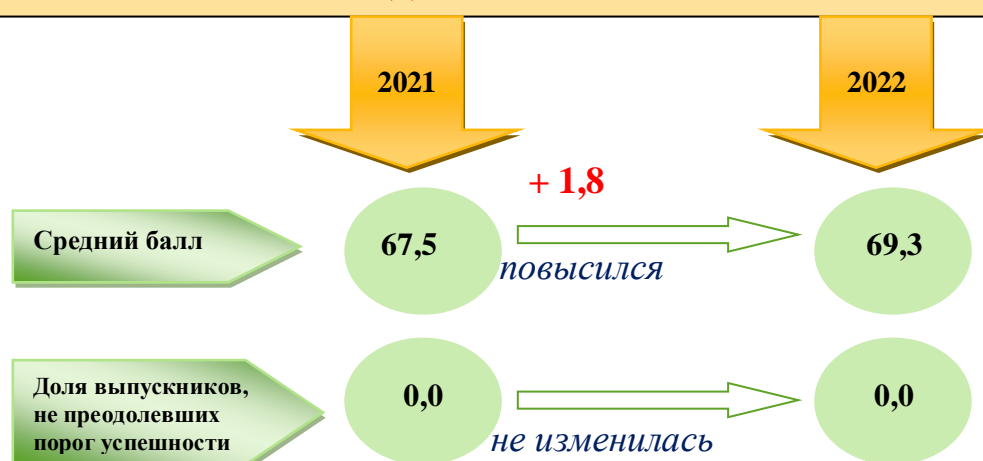 2021
2022
+ 1,8
Средний балл
67,5
69,3
повысился
Доля выпускников,
не преодолевших
порог успешности
0,0
0,0
не изменилась